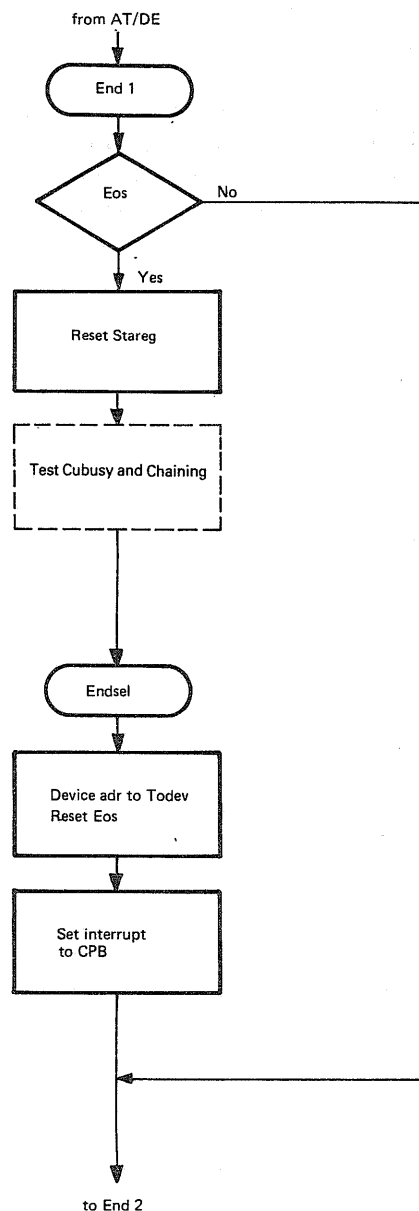 from AT/DE
End 1
Eos
No
Yes
Reset Stareg
Test Cubusy and Chaining
Endsel
Device adr to Todev
Reset Eos
Set interrupt
to CPB
to End 2